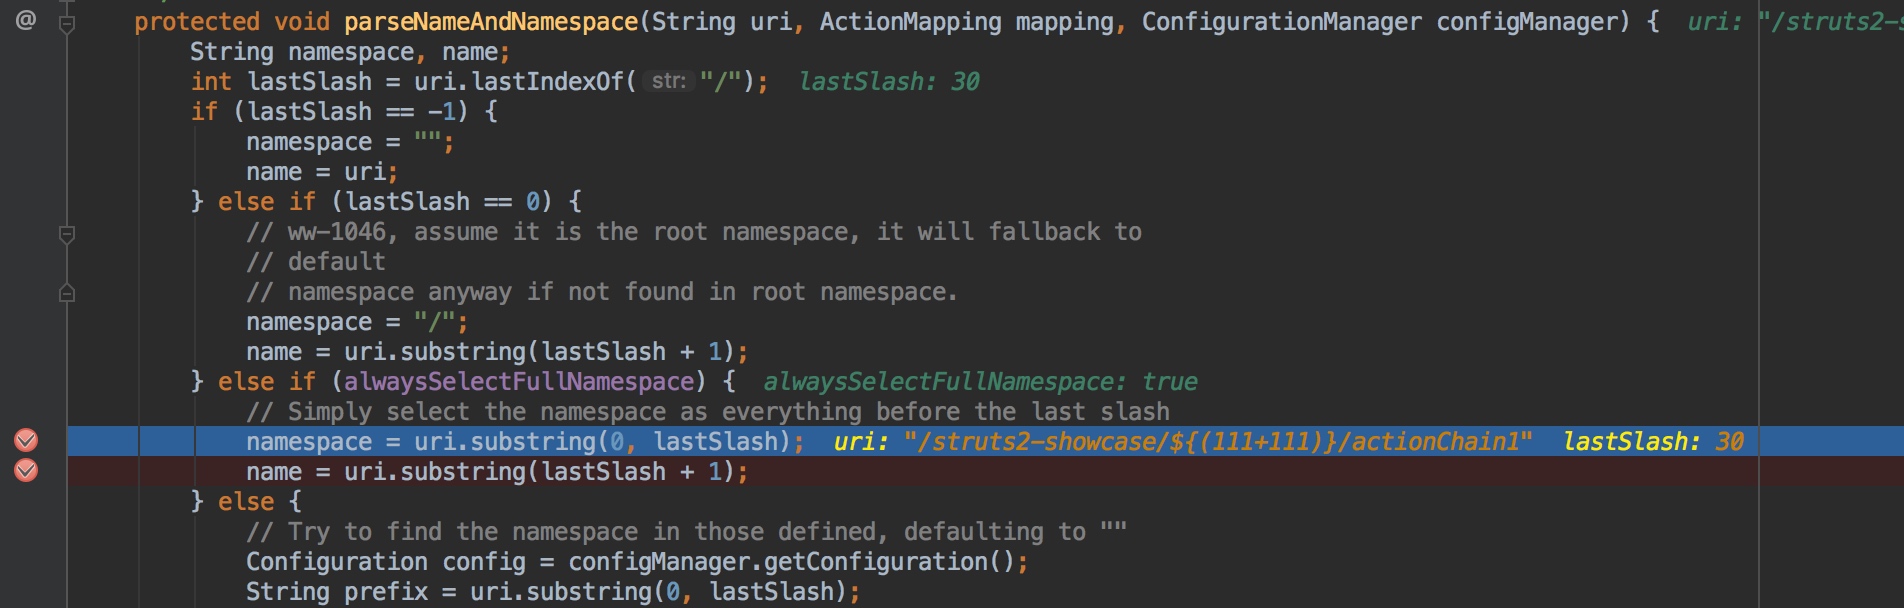 @ protected void parseNameAndNamespace(String uri, ActionMapping mapping, ConfigurationManager configManager) {  uri: "/struts2-s
String namespace, name;
int lastSlash = uri.lastIndexOf( str: "/");  lastSlash: 30
if (lastSlash == -1) {
namespace = "";
name = uri;
} else if (lastSlash == 0) {
// ww-1046, assume it is the root namespace, it will fallback to
// default
// namespace anyway if not found in root namespace.
namespace = "/";
name = uri.substring(lastSlash + 1);
} else if (alwaysSelectFullNamespace) {  alwaysSelectFullNamespace: true
// Simply select the namespace as everything before the last slash
namespace = uri.substring(0, lastSlash);  uri: "/struts2-showcase/${(111+111)}/actionChain1"  lastSlash: 30
name = uri.substring(lastSlash + 1);
} else {
// Try to find the namespace in those defined, defaulting to ""
Configuration config = configManager.getConfiguration();
String prefix = uri.substring(0, lastSlash);